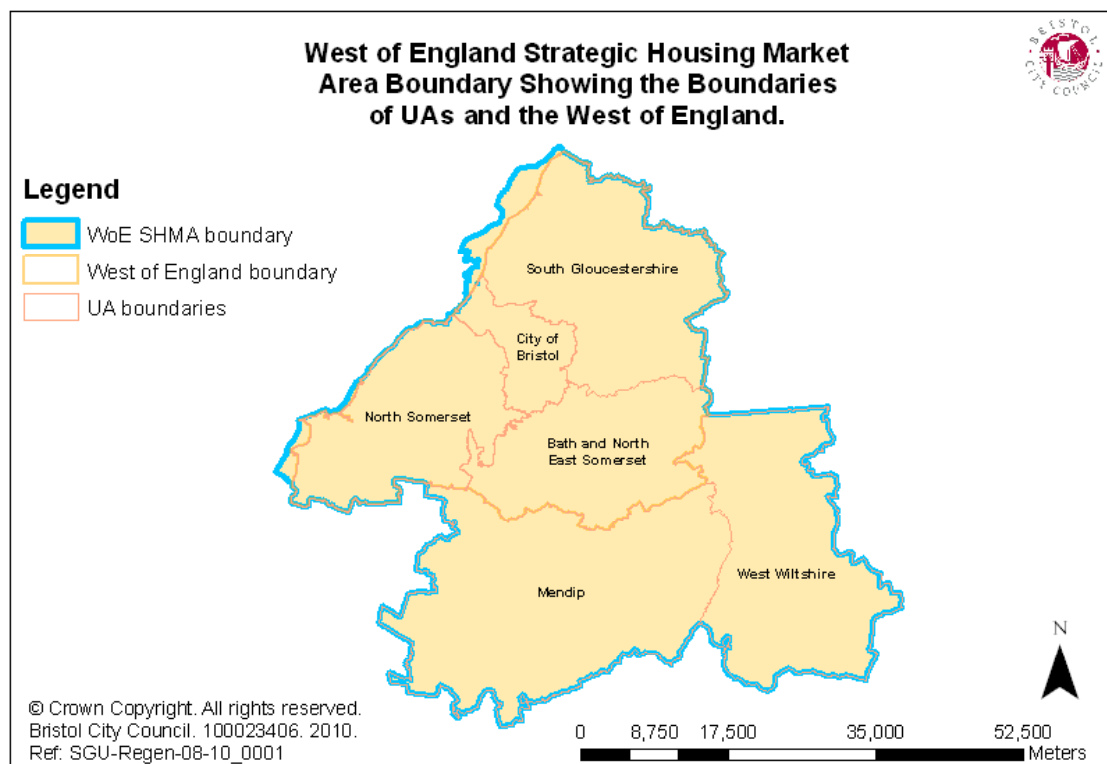 West of England Strategic Housing Market
Area Boundary Showing the Boundaries
of UAs and the West of England.
BRISTOL
CITY COUNCIL
Legend
WoE SHMA boundary
West of England boundary
UA boundaries
South Gloucestershire
City of
Bristol
North Somerset
Bath and North
East Somerset
West Wiltshire
Mendip
N
© Crown Copyright. All rights reserved.
Bristol City Council. 100023406. 2010.
Ref: SGU-Regen-08-10_0001
0 8,750 17,500 35,000 52,500
Meters